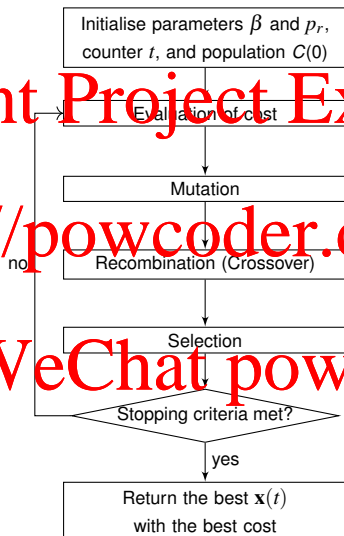 Initialise parameters β and pᵣ,
counter t, and population C(0)
nt Project Ex
Evaluation of cost
Mutation
//powcoder.c
no
Recombination (Crossover)
Selection
WeChat pow
Stopping criteria met?
yes
Return the best x(t)
with the best cost